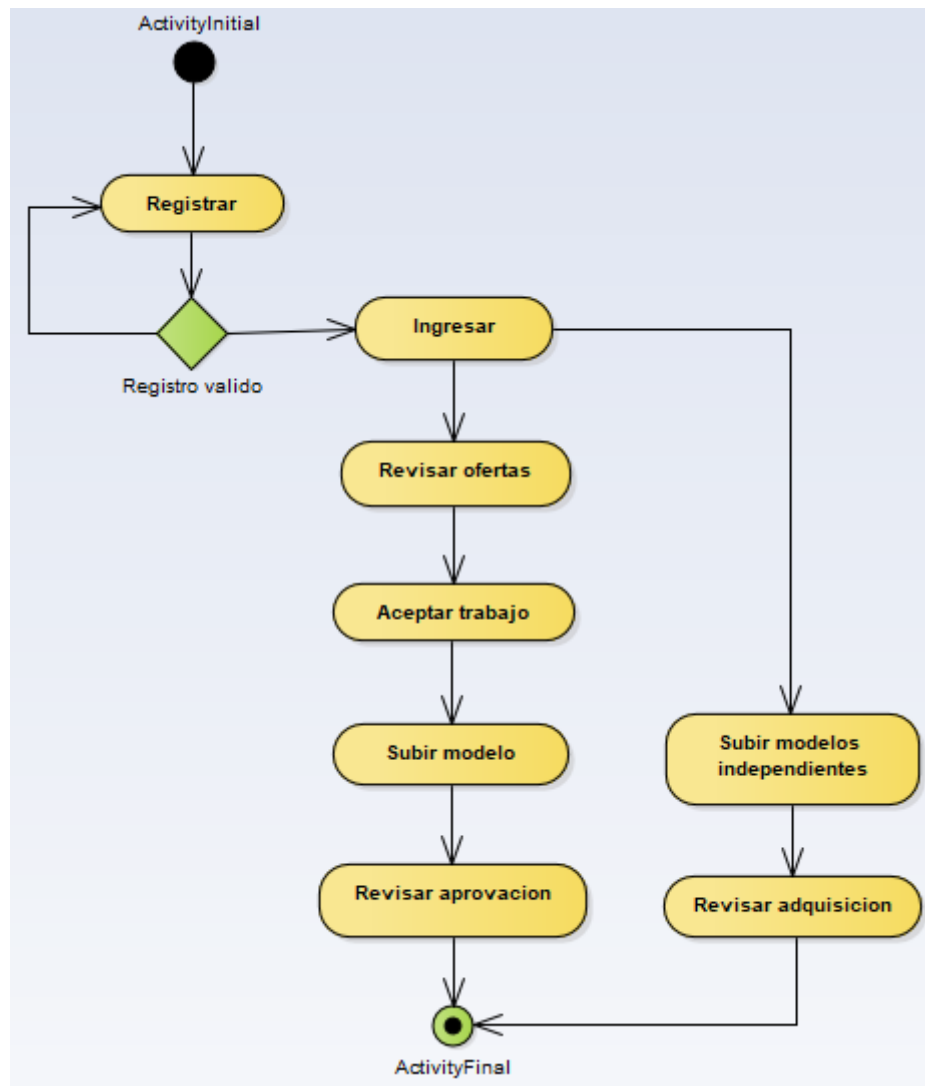 ActivityInitial
Registrar
Registro valido
Ingresar
Revisar ofertas
Aceptar trabajo
Subir modelo
Subir modelos
independientes
Revisar aprovacion
Revisar adquisicion
ActivityFinal